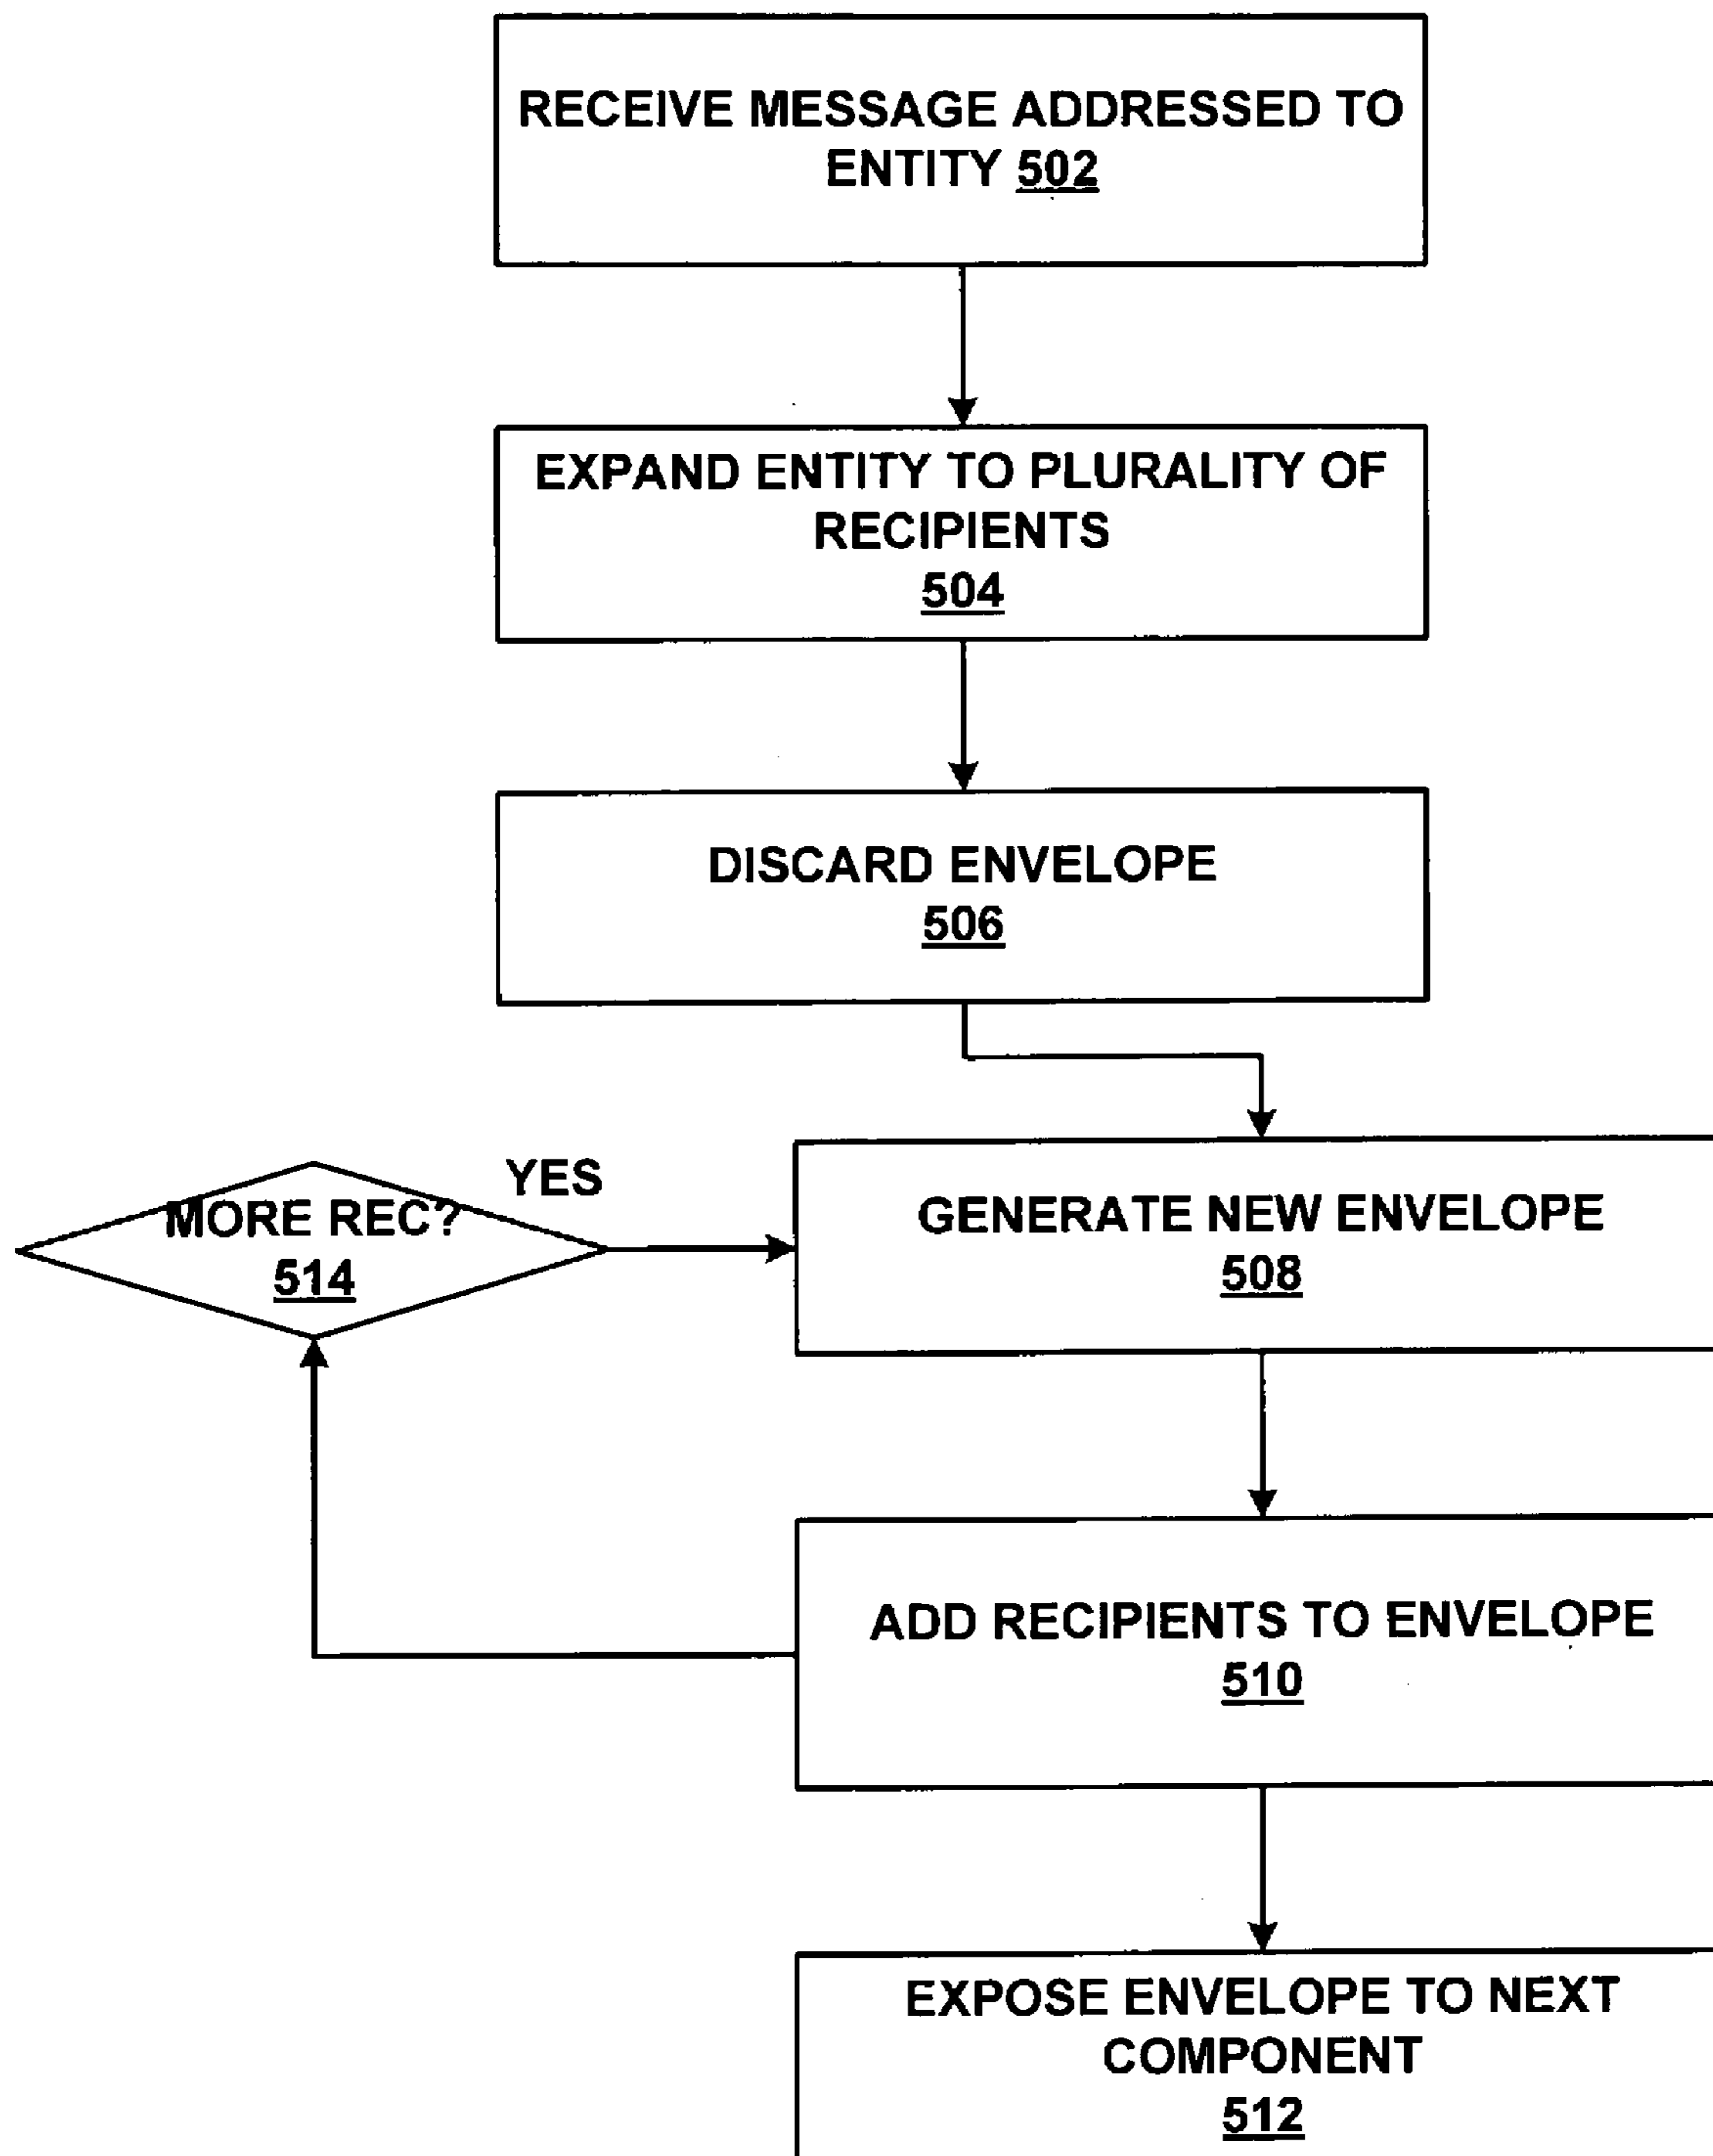 RECEIVE MESSAGE ADDRESSED TO
ENTITY 502
EXPAND ENTITY TO PLURALITY OF
RECIPIENTS
504
DISCARD ENVELOPE
506
YES
MORE REC?
514
GENERATE NEW ENVELOPE
508
ADD RECIPIENTS TO ENVELOPE
510
EXPOSE ENVELOPE TO NEXT
COMPONENT
512